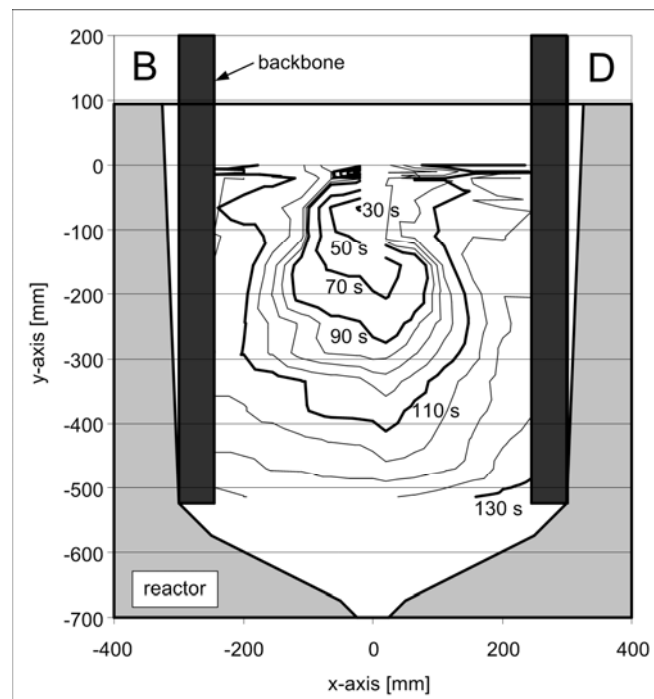 B
D
backbone
200
100
0
-100
-200
-300
-400
-500
-600
-700
y-axis [mm]
30 s
50 s
70 s
90 s
110 s
130 s
reactor
-400
-200
0
200
400
x-axis [mm]